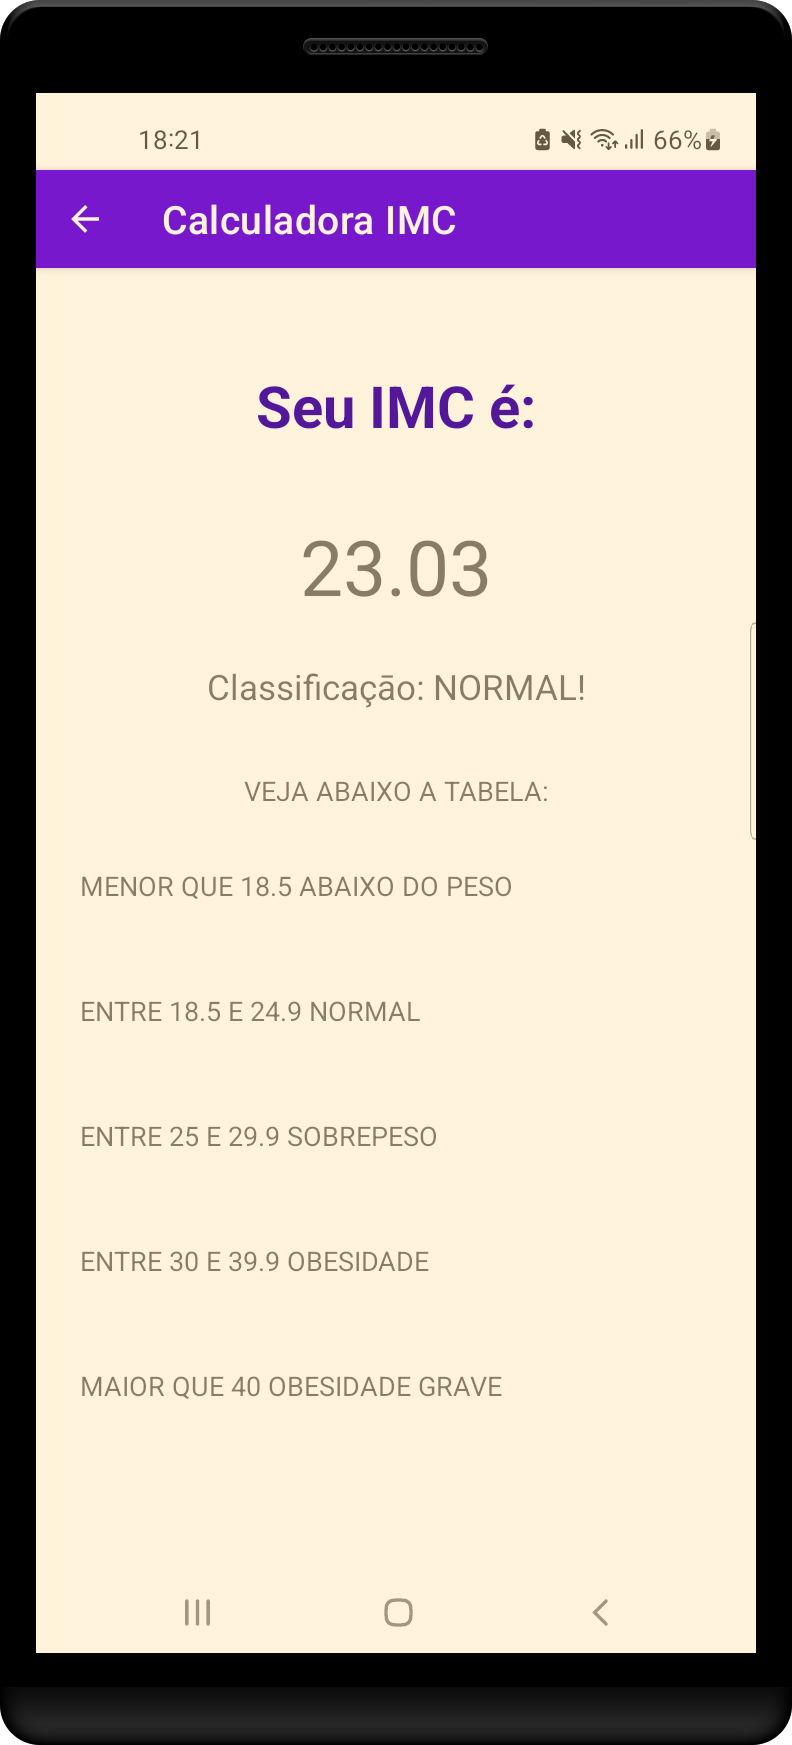 18:21
66%
Calculadora IMC
Seu IMC é:
23.03
Classificaçāo: NORMAL!
VEJA ABAIXO A TABELA:
MENOR QUE 18.5 ABAIXO DO PESO
ENTRE 18.5 E 24.9 NORMAL
ENTRE 25 E 29.9 SOBREPESO
ENTRE 30 E 39.9 OBESIDADE
MAIOR QUE 40 OBESIDADE GRAVE